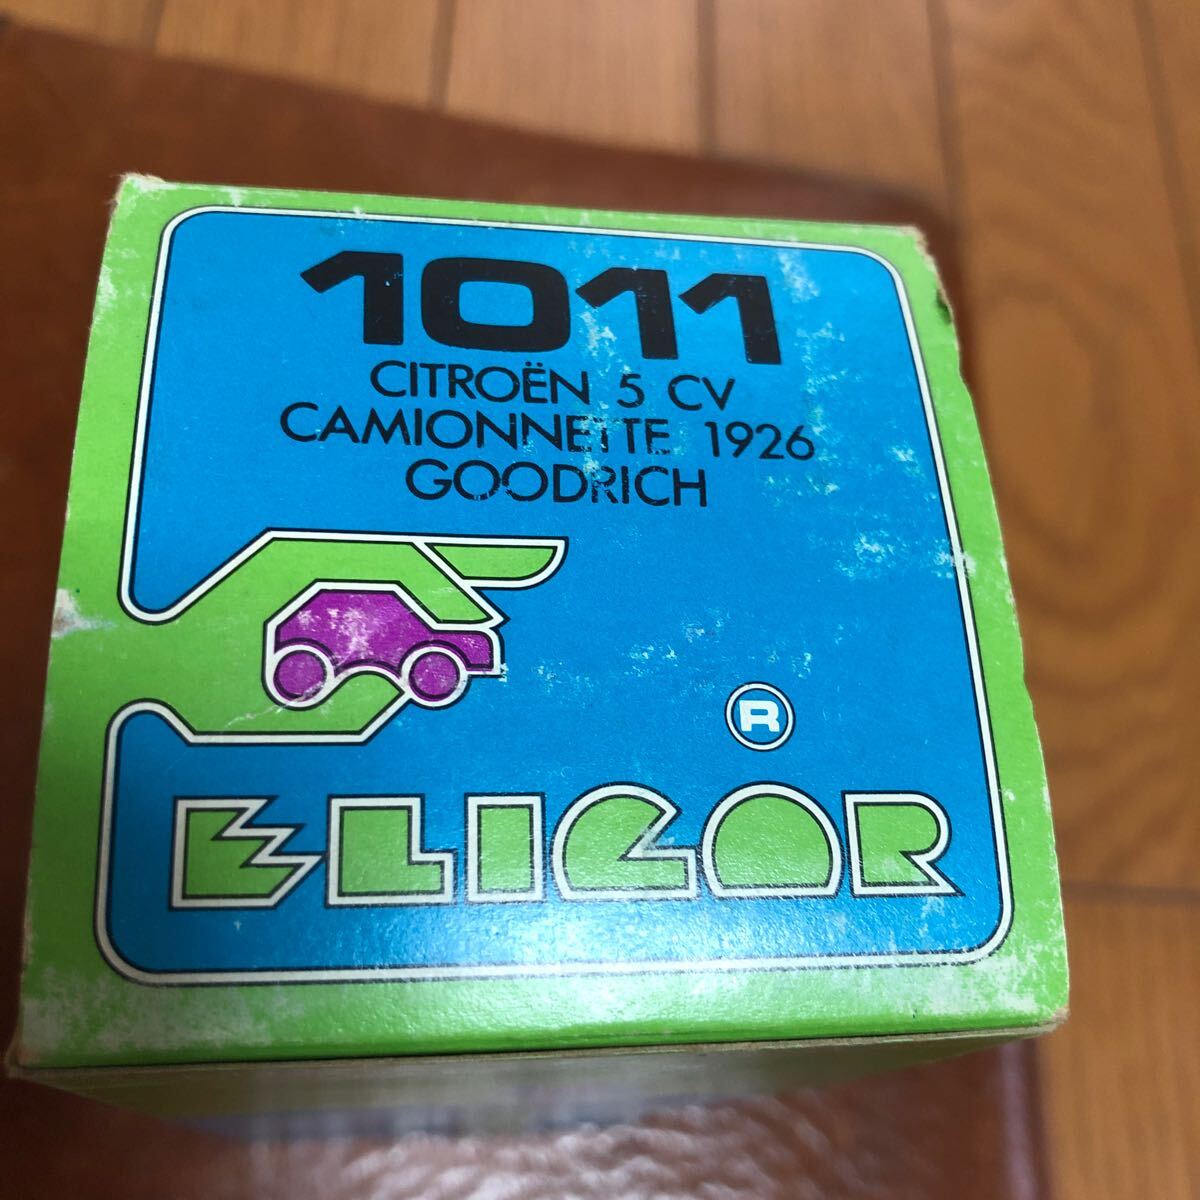 1011
CITROËN 5 CV
CAMIONNETTE 1926
GOODRICH
R
ELIGOR